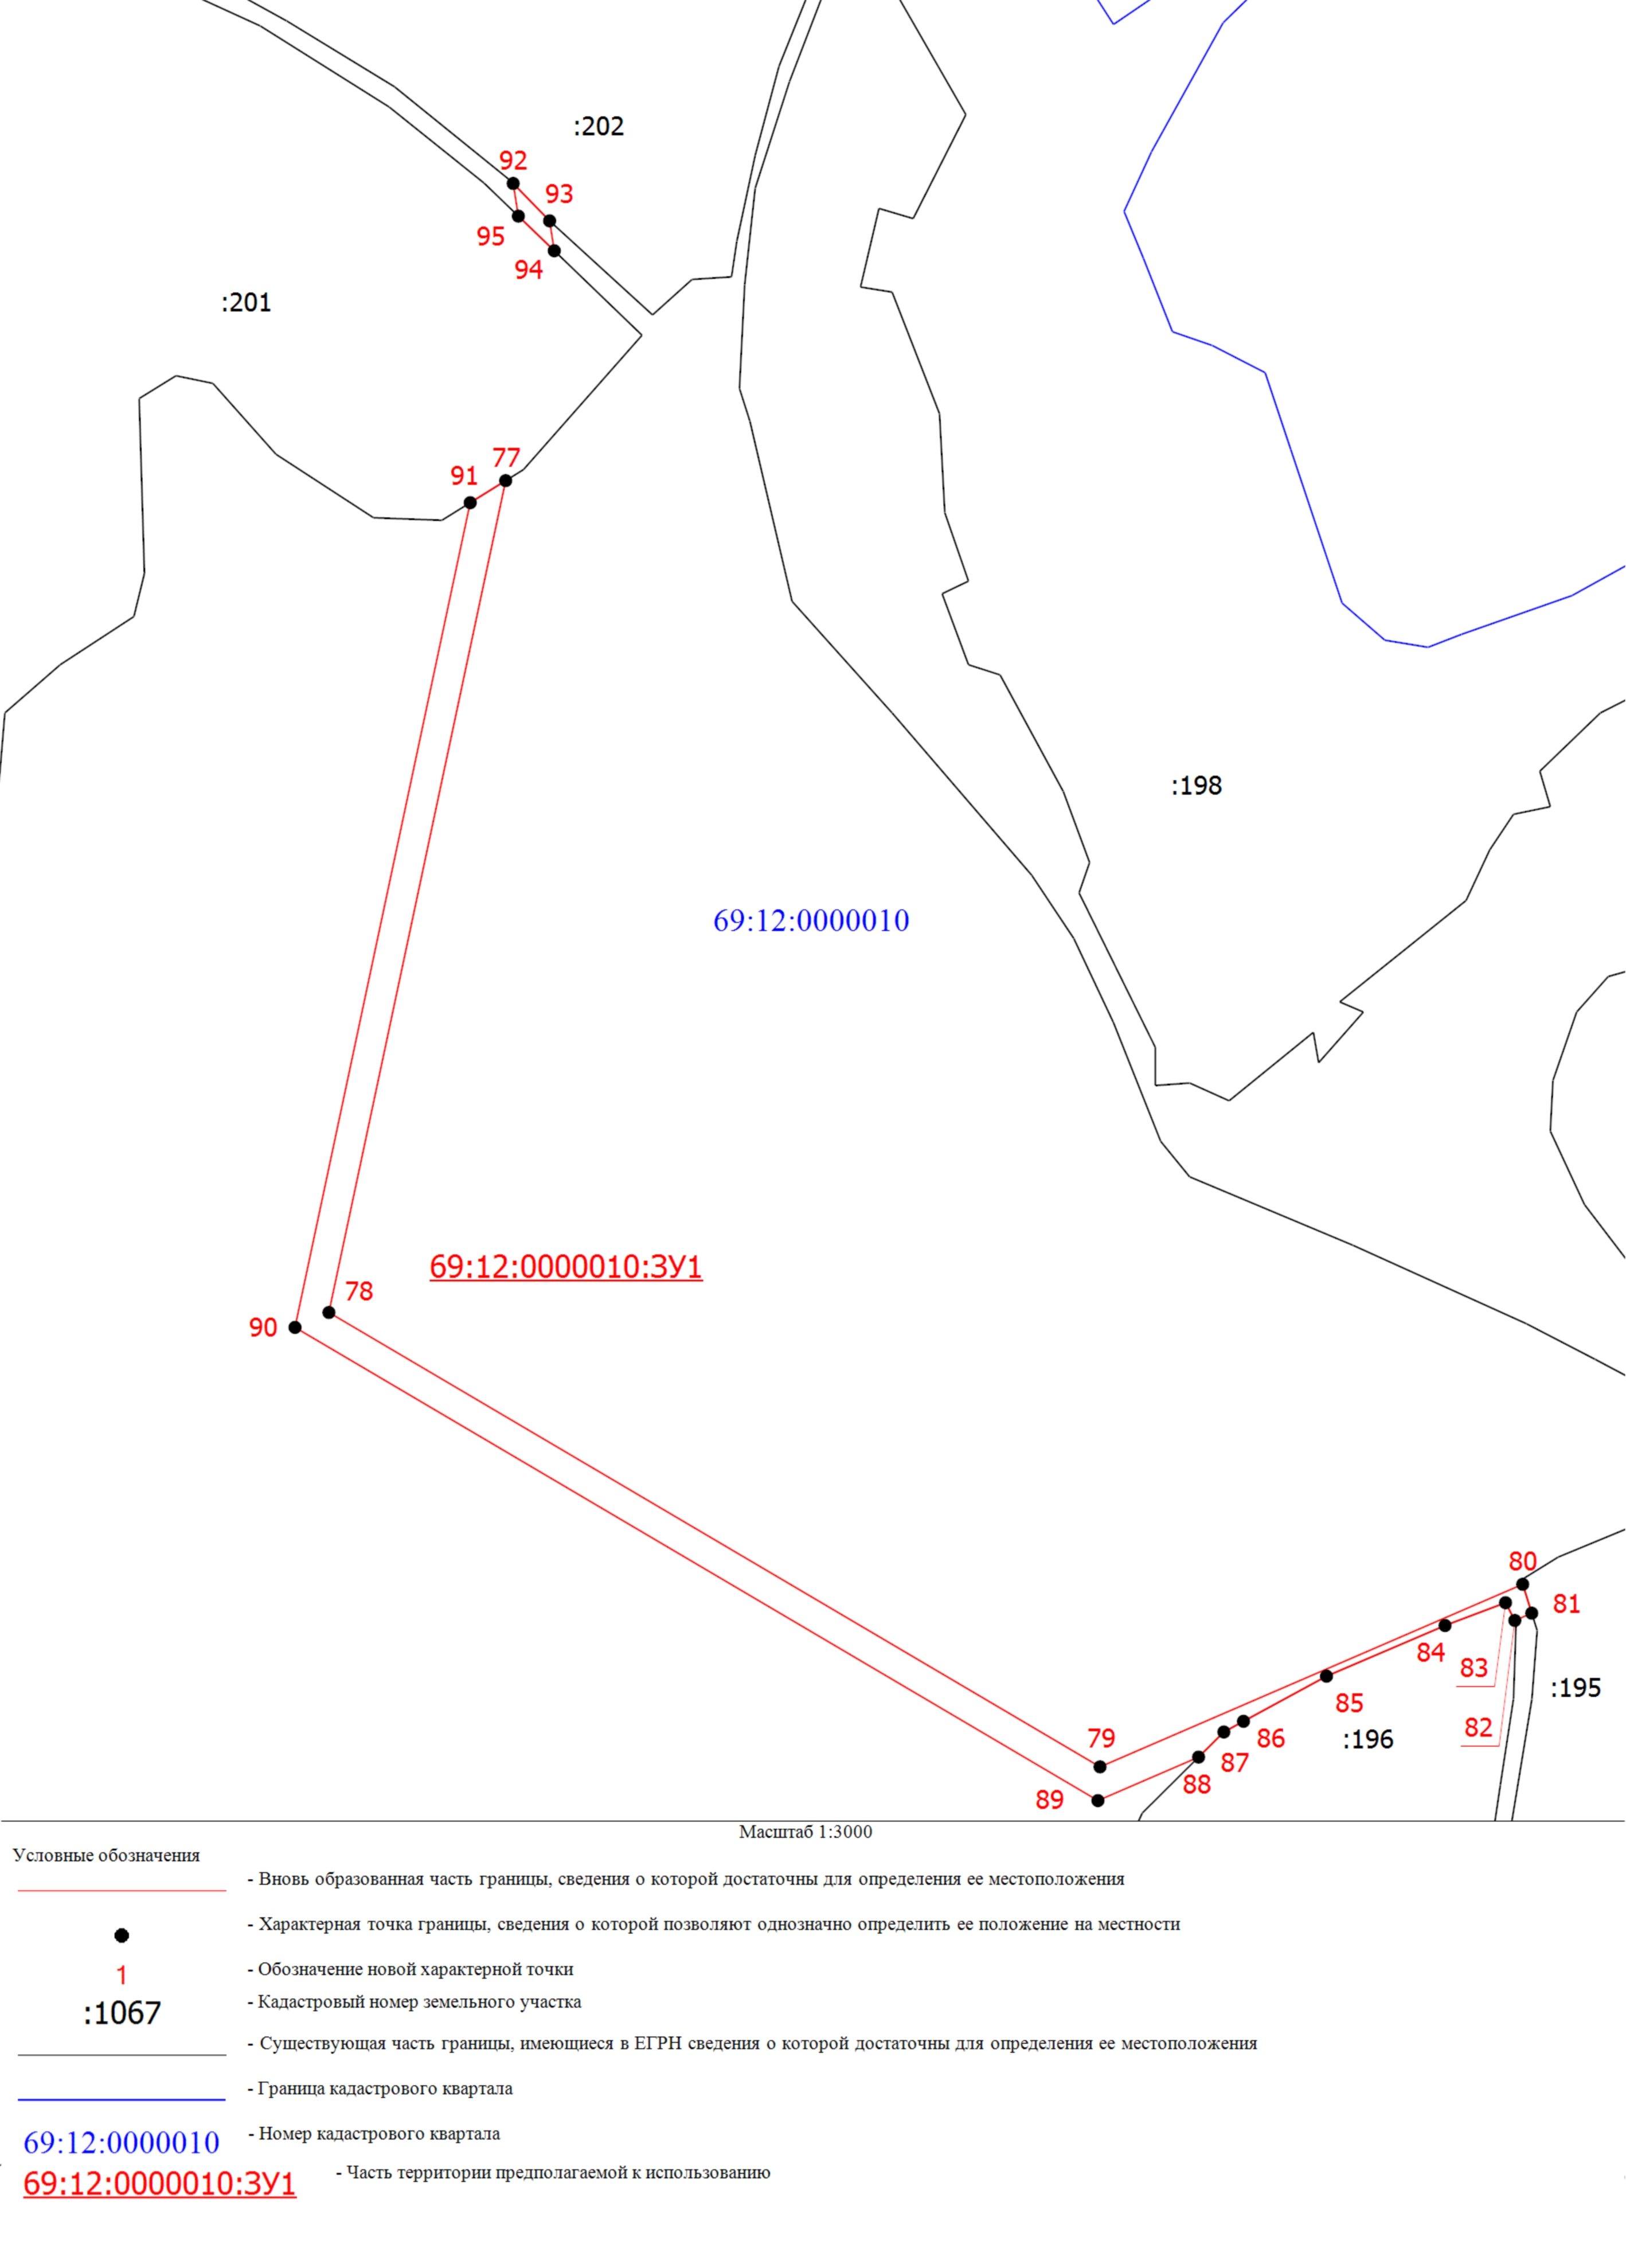 :202
92
93
95
94
:201
77
91
:198
69:12:0000010
69:12:0000010:ЗУ1
78
90
80
81
84
83
:195
85
82
79
86
:196
87
88
89
Масштаб 1:3000
Условные обозначения
- Вновь образованная часть границы, сведения о которой достаточны для определения ее местоположения
- Характерная точка границы, сведения о которой позволяют однозначно определить ее положение на местности
1 - Обозначение новой характерной точки
:1067 - Кадастровый номер земельного участка
- Существующая часть границы, имеющиеся в ЕГРН сведения о которой достаточны для определения ее местоположения
- Граница кадастрового квартала
69:12:0000010 - Номер кадастрового квартала
69:12:0000010:ЗУ1 - Часть территории предполагаемой к использованию